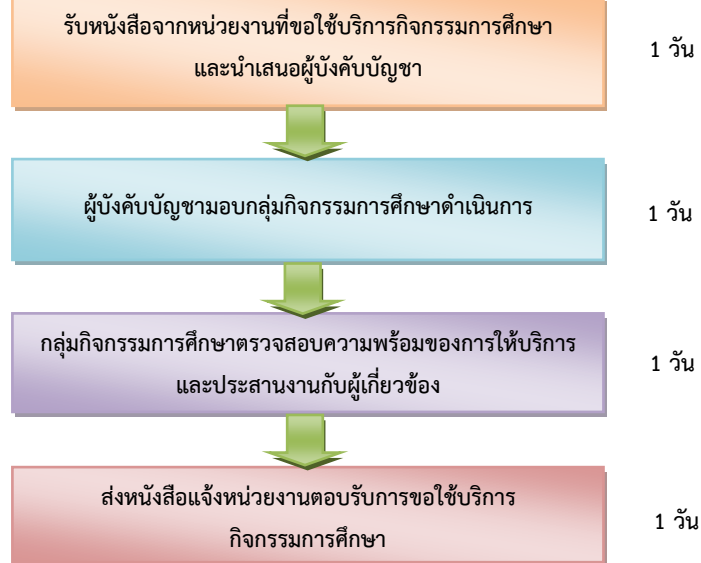 รับหนังสือจากหน่วยงานที่ขอใช้บริการกิจกรรมการศึกษา
และนำเสนอผู้บังคับบัญชา
1 วัน
ผู้บังคับบัญชามอบกลุ่มกิจกรรมการศึกษาดำเนินการ
1 วัน
กลุ่มกิจกรรมการศึกษาตรวจสอบความพร้อมของการให้บริการ
และประสานงานกับผู้เกี่ยวข้อง
1 วัน
ส่งหนังสือแจ้งหน่วยงานตอบรับการขอใช้บริการ
กิจกรรมการศึกษา
1 วัน